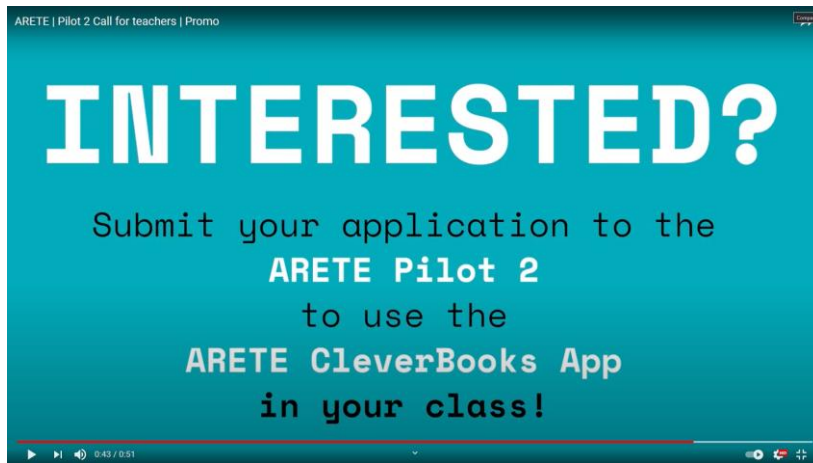 ARETE | Pilot 2 Call for teachers | Promo
INTERESTED?
Submit your application to the
ARETE Pilot 2
to use the
ARETE CleverBooks App
in your class!
0:43 / 0:51